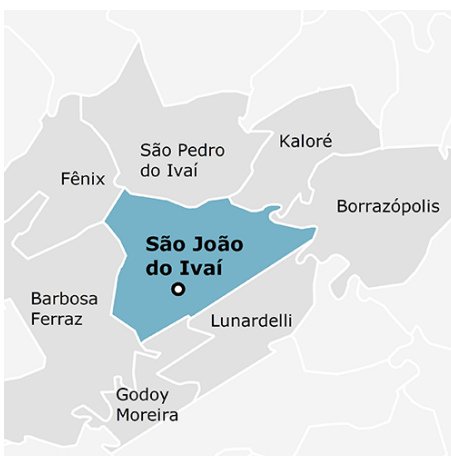 São Pedro
do Ivaí
Kaloré
Fênix
Borrazópolis
São João
do Ivaí
Barbosa
Ferraz
Lunardelli
Godoy
Moreira